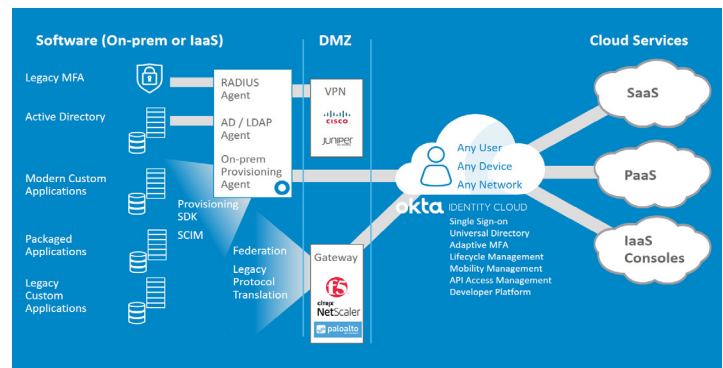 Software (On-prem or IaaS)
DMZ
Cloud Services
Legacy MFA
Active Directory
Modern Custom
Applications
Packaged
Applications
Legacy
Custom
Applications
RADIUS
Agent
AD / LDAP
Agent
On-prem
Provisioning
Agent
Provisioning
SDK
SCIM
Federation
Legacy
Protocol
Translation
VPN
CISCO
JUNIPER
Gateway
f5
CITRIX
NetScaler
paloalto
Any User
Any Device
Any Network
okta IDENTITY CLOUD
Single Sign-on
Universal Directory
Adaptive MFA
Lifecycle Management
Mobility Management
API Access Management
Developer Platform
SaaS
PaaS
IaaS
Consoles